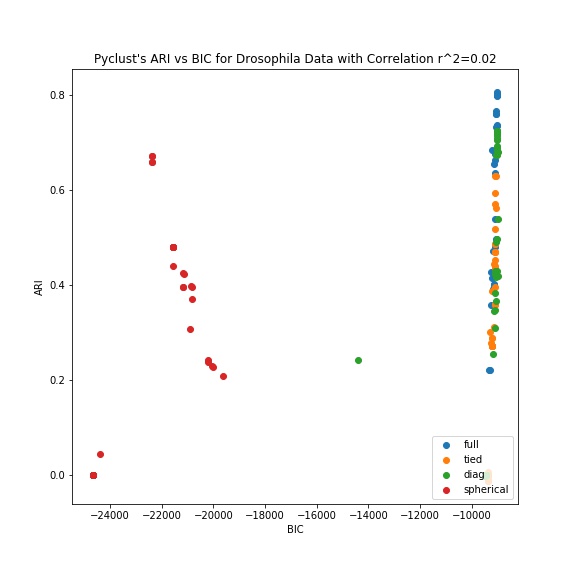 Pyclust's ARI vs BIC for Drosophila Data with Correlation r^2=0.02
0.8
0.6
0.4
0.2
0.0
ARI
−24000 −22000 −20000 −18000 −16000 −14000 −12000 −10000
BIC
full
tied
diag
spherical